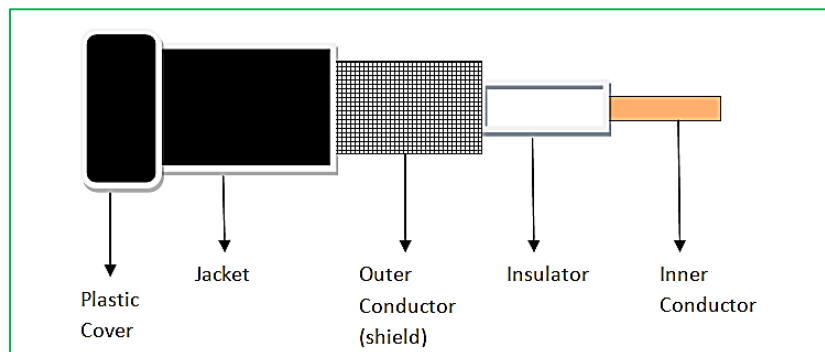 Plastic
Cover
Jacket
Outer
Conductor
(shield)
Insulator
Inner
Conductor